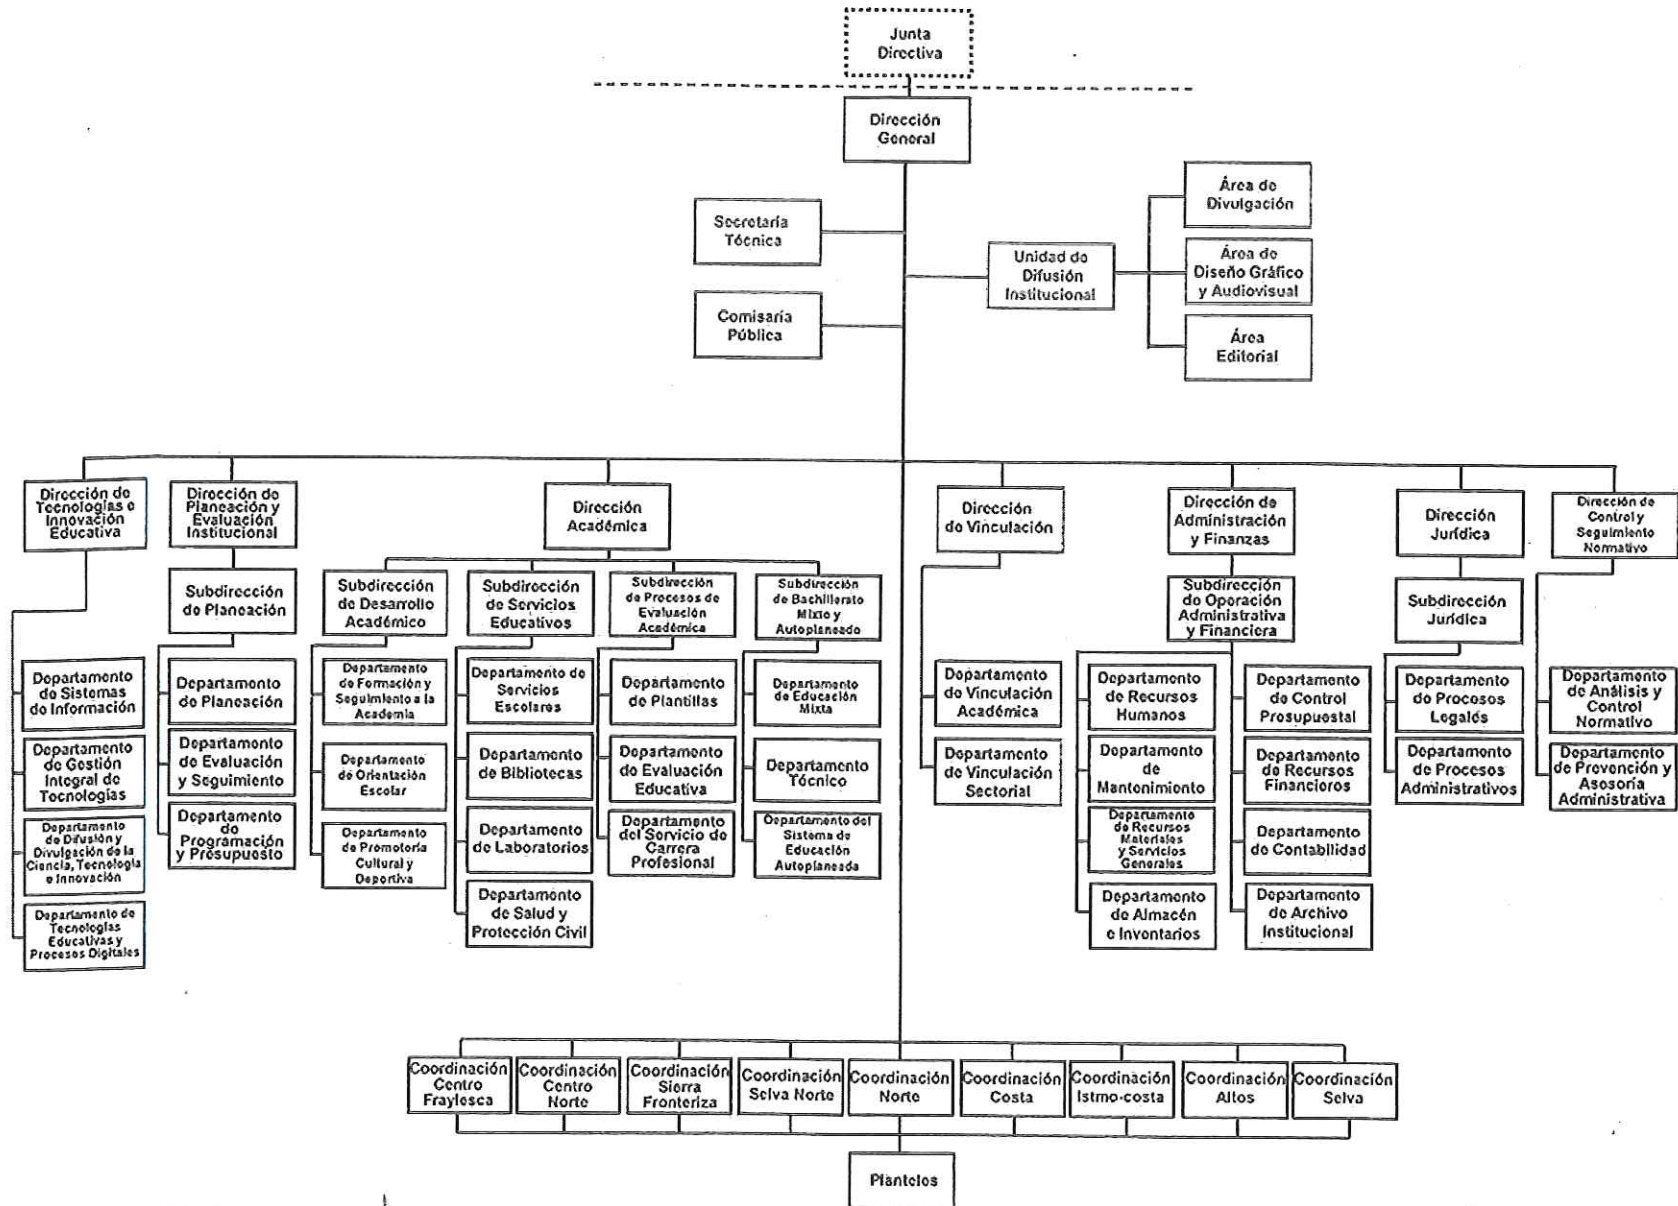 Junta
Directiva
Dirección
General
Secretaría
Técnica
Comisaría
Pública
Unidad de
Difusión
Institucional
Área de
Divulgación
Área de
Diseño Gráfico
y Audiovisual
Área
Editorial
Dirección de
Tecnologías e
Innovación
Educativa
Dirección de
Planeación y
Evaluación
Institucional
Dirección
Académica
Dirección
de Vinculación
Dirección de
Administración
y Finanzas
Dirección
Jurídica
Dirección de
Control y
Seguimiento
Normativo
Subdirección
de Planeación
Subdirección
de Desarrollo
Académico
Subdirección
de Servicios
Educativos
Subdirección
de Procesos de
Evaluación
Académica
Subdirección
de Bachillerato
Mixto y
Autoplaneado
Subdirección
de Operación
Administrativa
y Financiera
Subdirección
Jurídica
Departamento
de Sistemas
de Información
Departamento
de Gestión
Integral de
Tecnologías
Departamento
de Difusión y
Divulgación de la
Ciencia, Tecnología
e Innovación
Departamento de
Tecnologías
Educativas y
Procesos Digitales
Departamento
de Planeación
Departamento
de Evaluación
y Seguimiento
Departamento
de
Programación
y Presupuesto
Departamento
de Formación y
Seguimiento a la
Academia
Departamento
de Orientación
Escolar
Departamento
de Promotoría
Cultural y
Deportiva
Departamento de
Servicios
Escolares
Departamento
de Bibliotecas
Departamento
de Laboratorios
Departamento
de Salud y
Protección Civil
Departamento
de Plantillas
Departamento
de Evaluación
Educativa
Departamento
del Servicio de
Carrera
Profesional
Departamento
de Educación
Mixta
Departamento
Técnico
Departamento del
Sistema de
Educación
Autoplaneada
Departamento
de Vinculación
Académica
Departamento
de Vinculación
Sectorial
Departamento
de Recursos
Humanos
Departamento
de
Mantenimiento
Departamento
de Recursos
Materiales
y Servicios
Generales
Departamento
de Almacén
e Inventarios
Departamento
de Control
Presupuestal
Departamento
de Recursos
Financieros
Departamento
de Contabilidad
Departamento
de Archivo
Institucional
Departamento
de Procesos
Legales
Departamento
de Procesos
Administrativos
Departamento
de Análisis y
Control
Normativo
Departamento
de Prevención y
Asesoría
Administrativa
Coordinación
Centro
Fraylesca
Coordinación
Centro
Norte
Coordinación
Sierra
Fronteriza
Coordinación
Selva Norte
Coordinación
Norte
Coordinación
Costa
Coordinación
Istmo-costa
Coordinación
Altos
Coordinación
Selva
Planteles